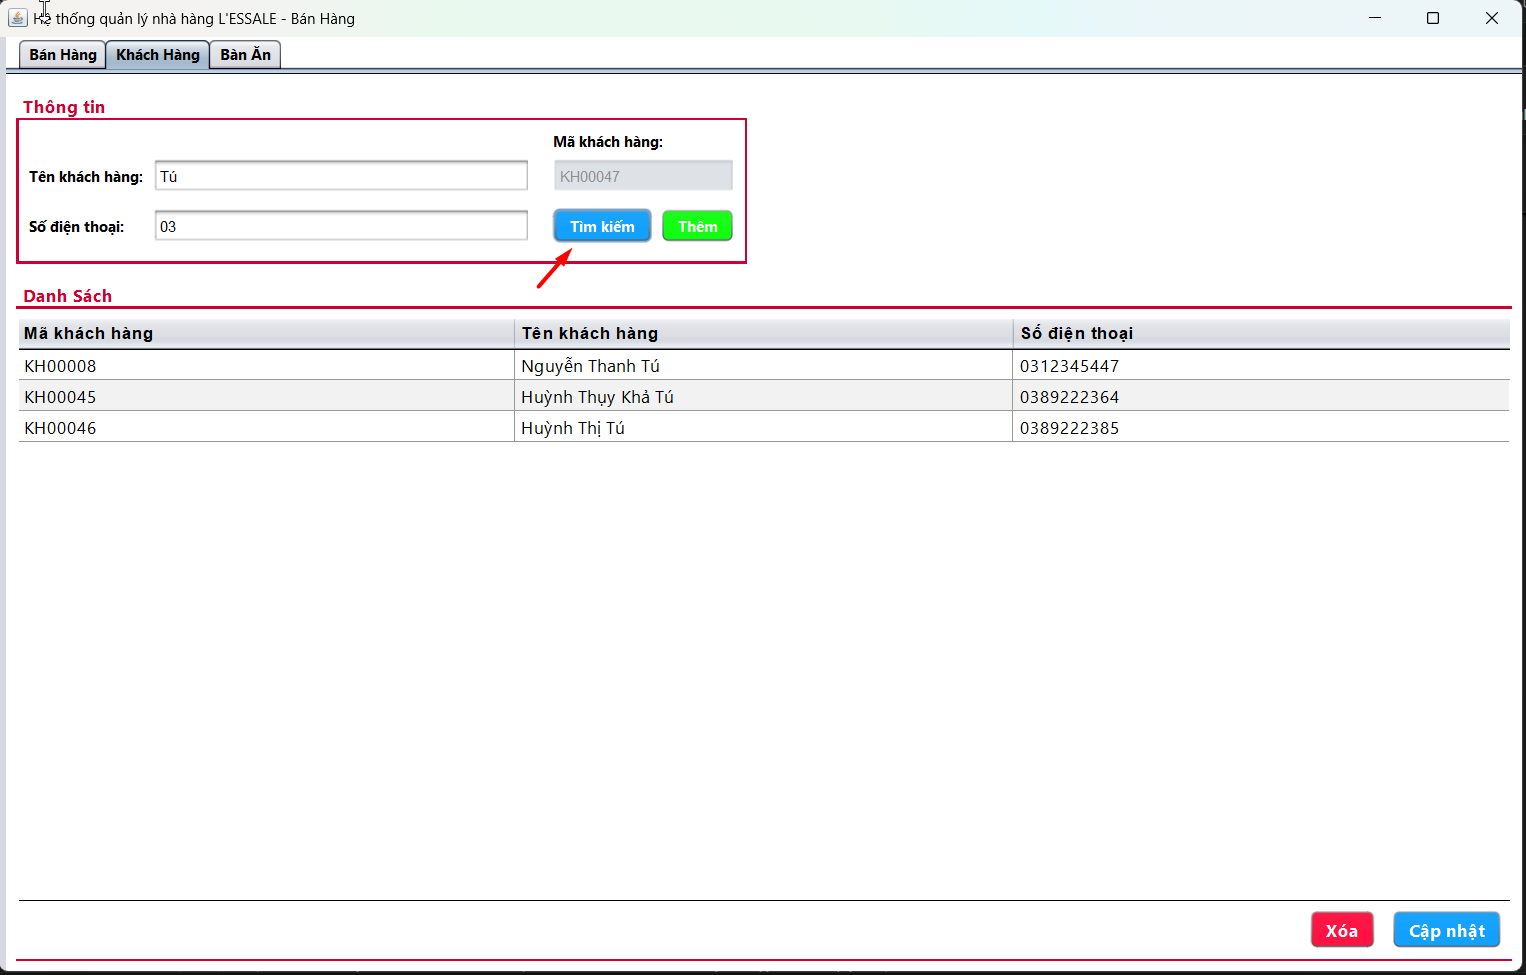 Hệ thống quản lý nhà hàng L'ESSALE - Bán Hàng
Bán Hàng Khách Hàng Bàn Ăn
Thông tin
Mã khách hàng:
Tên khách hàng: Tú KH00047
Số điện thoại: 03 Tìm kiếm Thêm
Danh Sách
Mã khách hàng Tên khách hàng Số điện thoại
KH00008 Nguyễn Thanh Tú 0312345447
KH00045 Huỳnh Thụy Khả Tú 0389222364
KH00046 Huỳnh Thị Tú 0389222385
Xóa Cập nhật